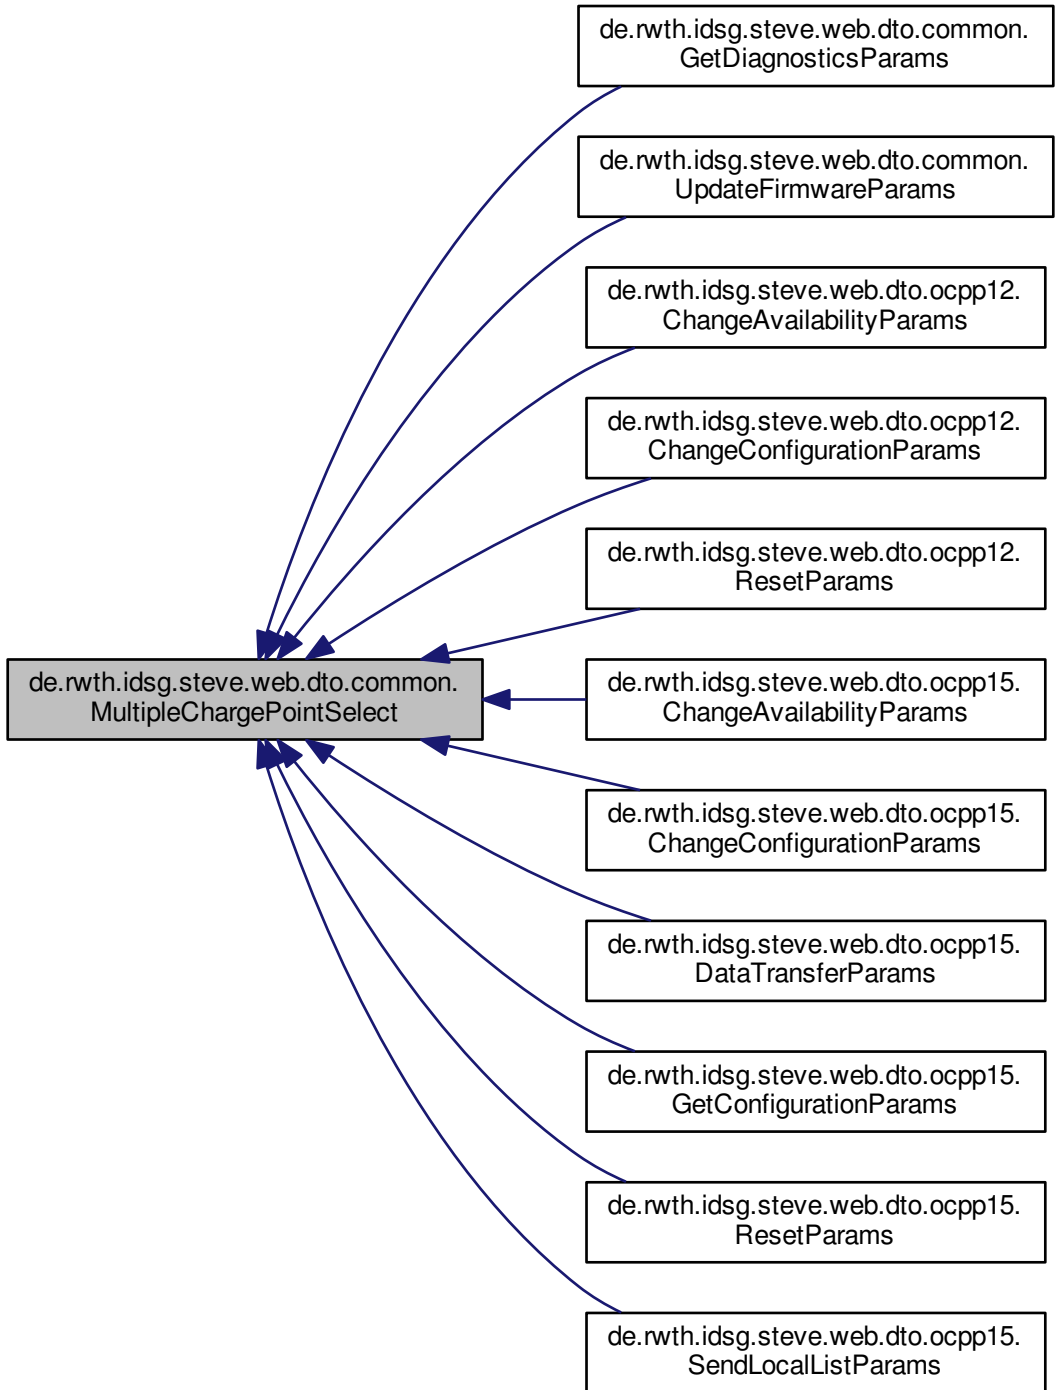 de.rwth.idsg.steve.web.dto.common.
GetDiagnosticsParams
de.rwth.idsg.steve.web.dto.common.
UpdateFirmwareParams
de.rwth.idsg.steve.web.dto.ocpp12.
ChangeAvailabilityParams
de.rwth.idsg.steve.web.dto.ocpp12.
ChangeConfigurationParams
de.rwth.idsg.steve.web.dto.ocpp12.
ResetParams
de.rwth.idsg.steve.web.dto.common.
MultipleChargePointSelect
de.rwth.idsg.steve.web.dto.ocpp15.
ChangeAvailabilityParams
de.rwth.idsg.steve.web.dto.ocpp15.
ChangeConfigurationParams
de.rwth.idsg.steve.web.dto.ocpp15.
DataTransferParams
de.rwth.idsg.steve.web.dto.ocpp15.
GetConfigurationParams
de.rwth.idsg.steve.web.dto.ocpp15.
ResetParams
de.rwth.idsg.steve.web.dto.ocpp15.
SendLocalListParams